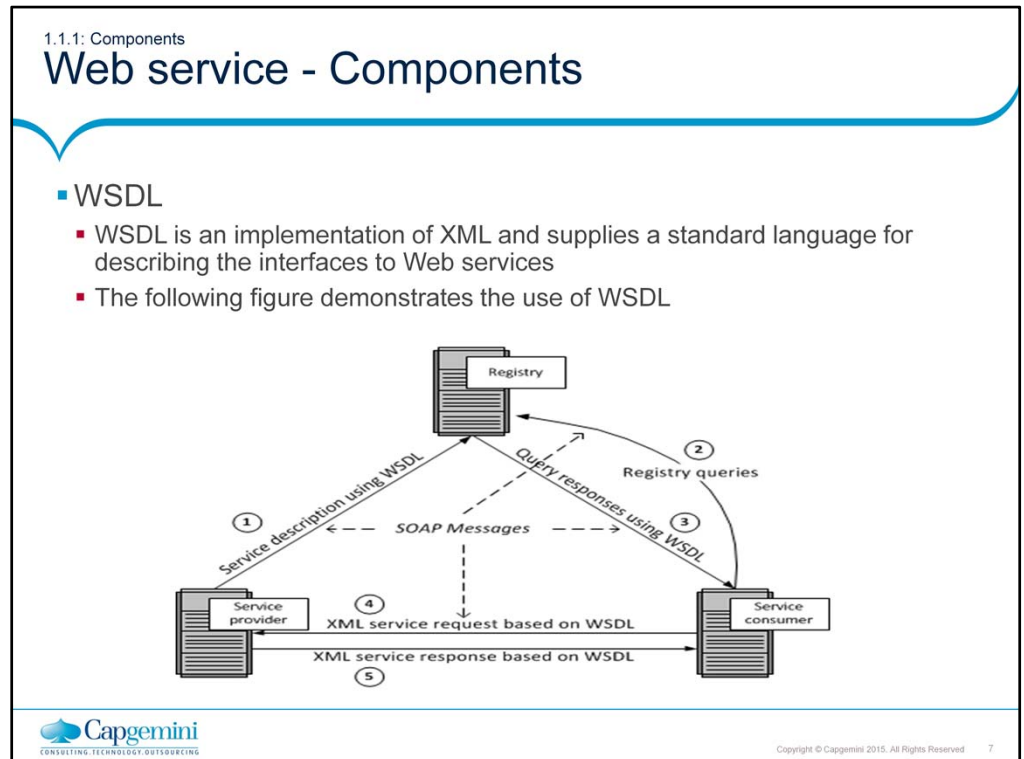 1.1.1: Components
Web service - Components
WSDL
WSDL is an implementation of XML and supplies a standard language for
describing the interfaces to Web services
The following figure demonstrates the use of WSDL
Registry
2
Registry queries
Service description using WSDL
1
Query responses using WSDL
3
SOAP Messages
Service
provider
Service
consumer
4
XML service request based on WSDL
XML service response based on WSDL
5
Capgemini
CONSULTING.TECHNOLOGY.OUTSOURCING
Copyright © Capgemini 2015. All Rights Reserved 7